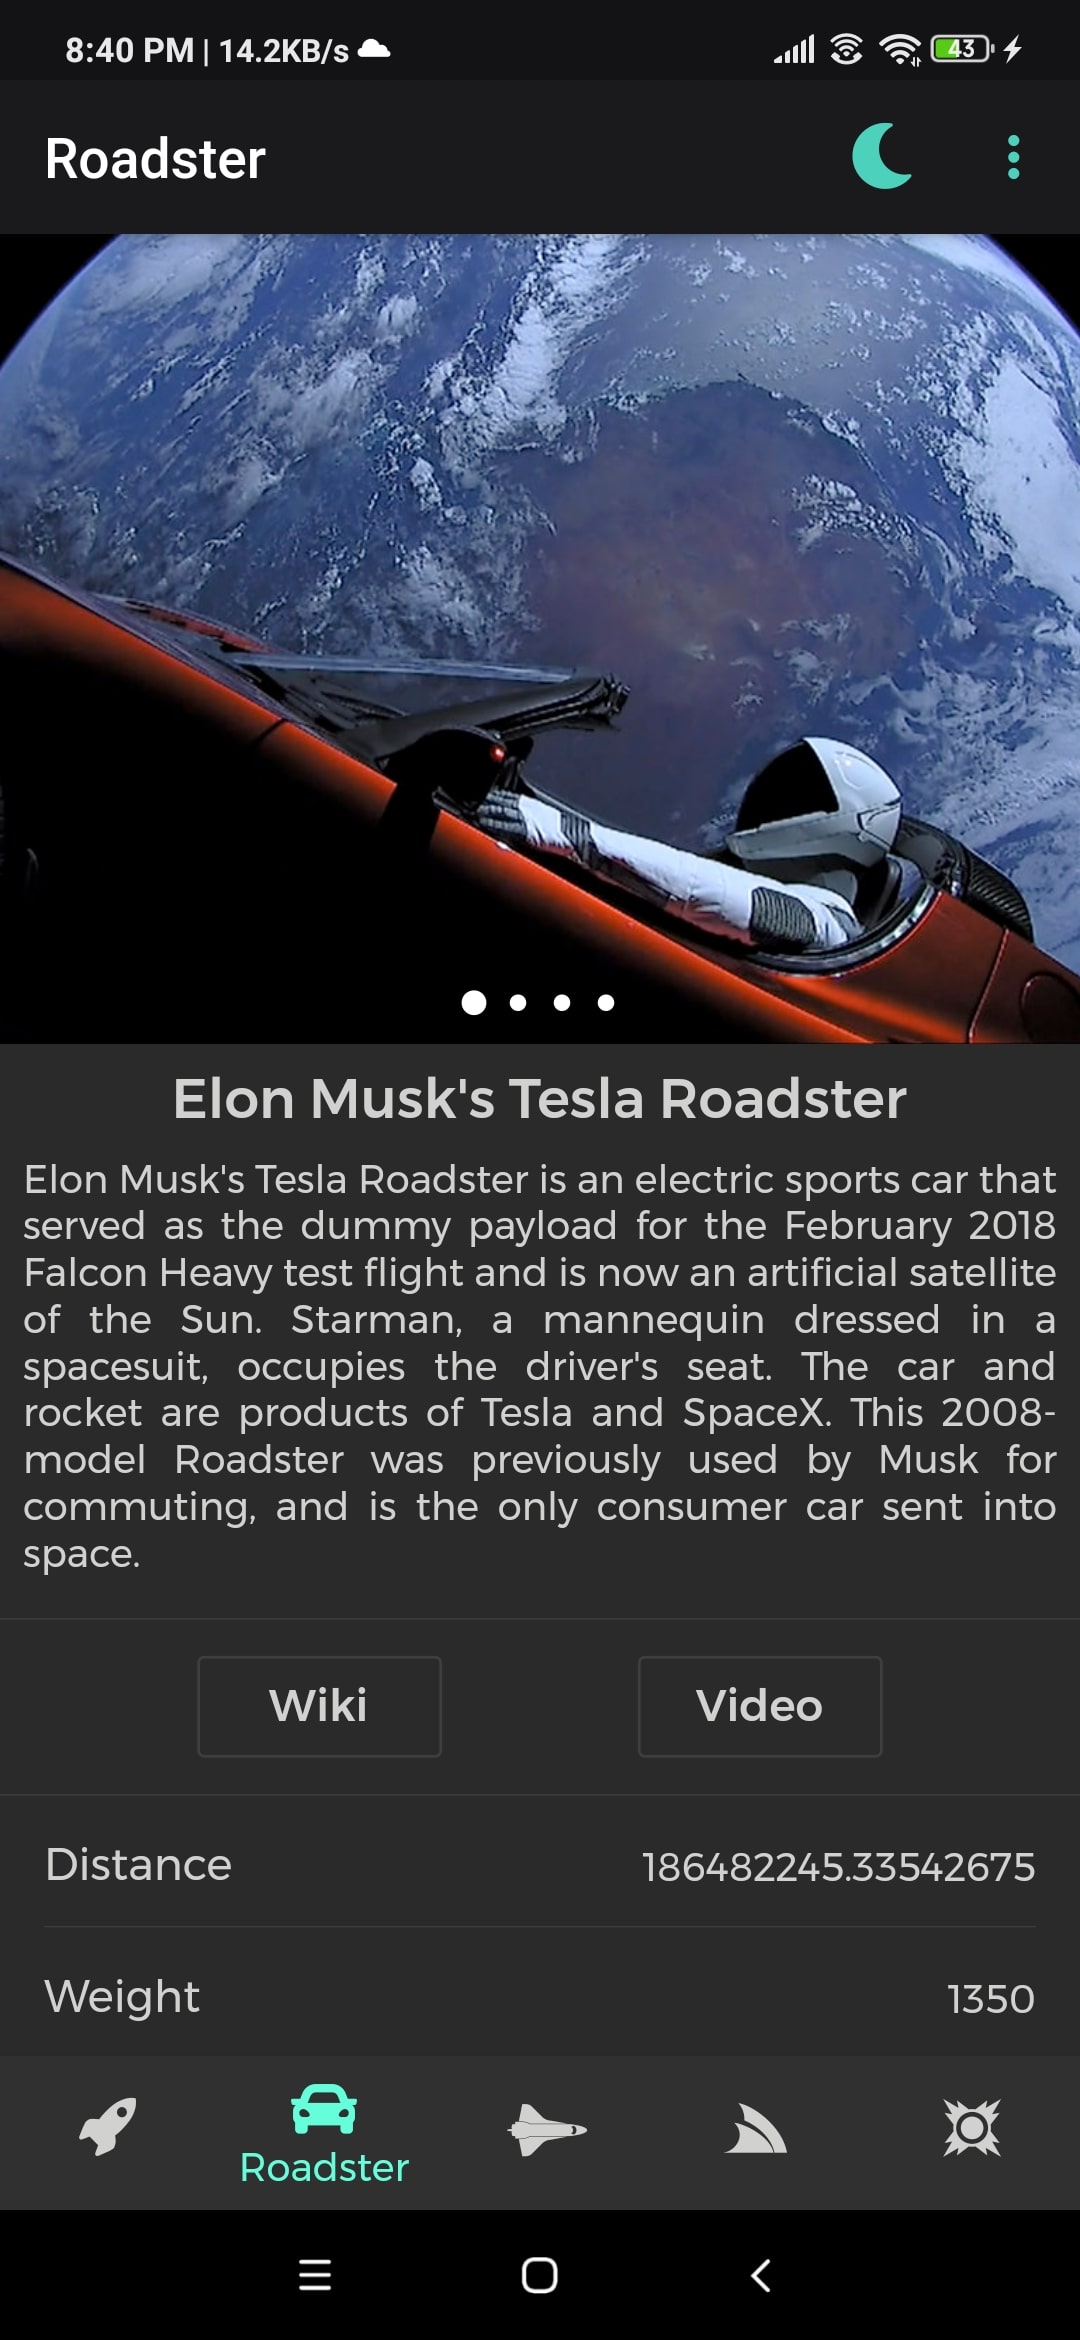 8:40 PM | 14.2KB/s
43
Roadster
Elon Musk's Tesla Roadster
Elon Musk's Tesla Roadster is an electric sports car that
served as the dummy payload for the February 2018
Falcon Heavy test flight and is now an artificial satellite
of the Sun. Starman, a mannequin dressed in a
spacesuit, occupies the driver's seat. The car and
rocket are products of Tesla and SpaceX. This 2008-
model Roadster was previously used by Musk for
commuting, and is the only consumer car sent into
space.
Wiki
Video
Distance
186482245.33542675
Weight
1350
Roadster